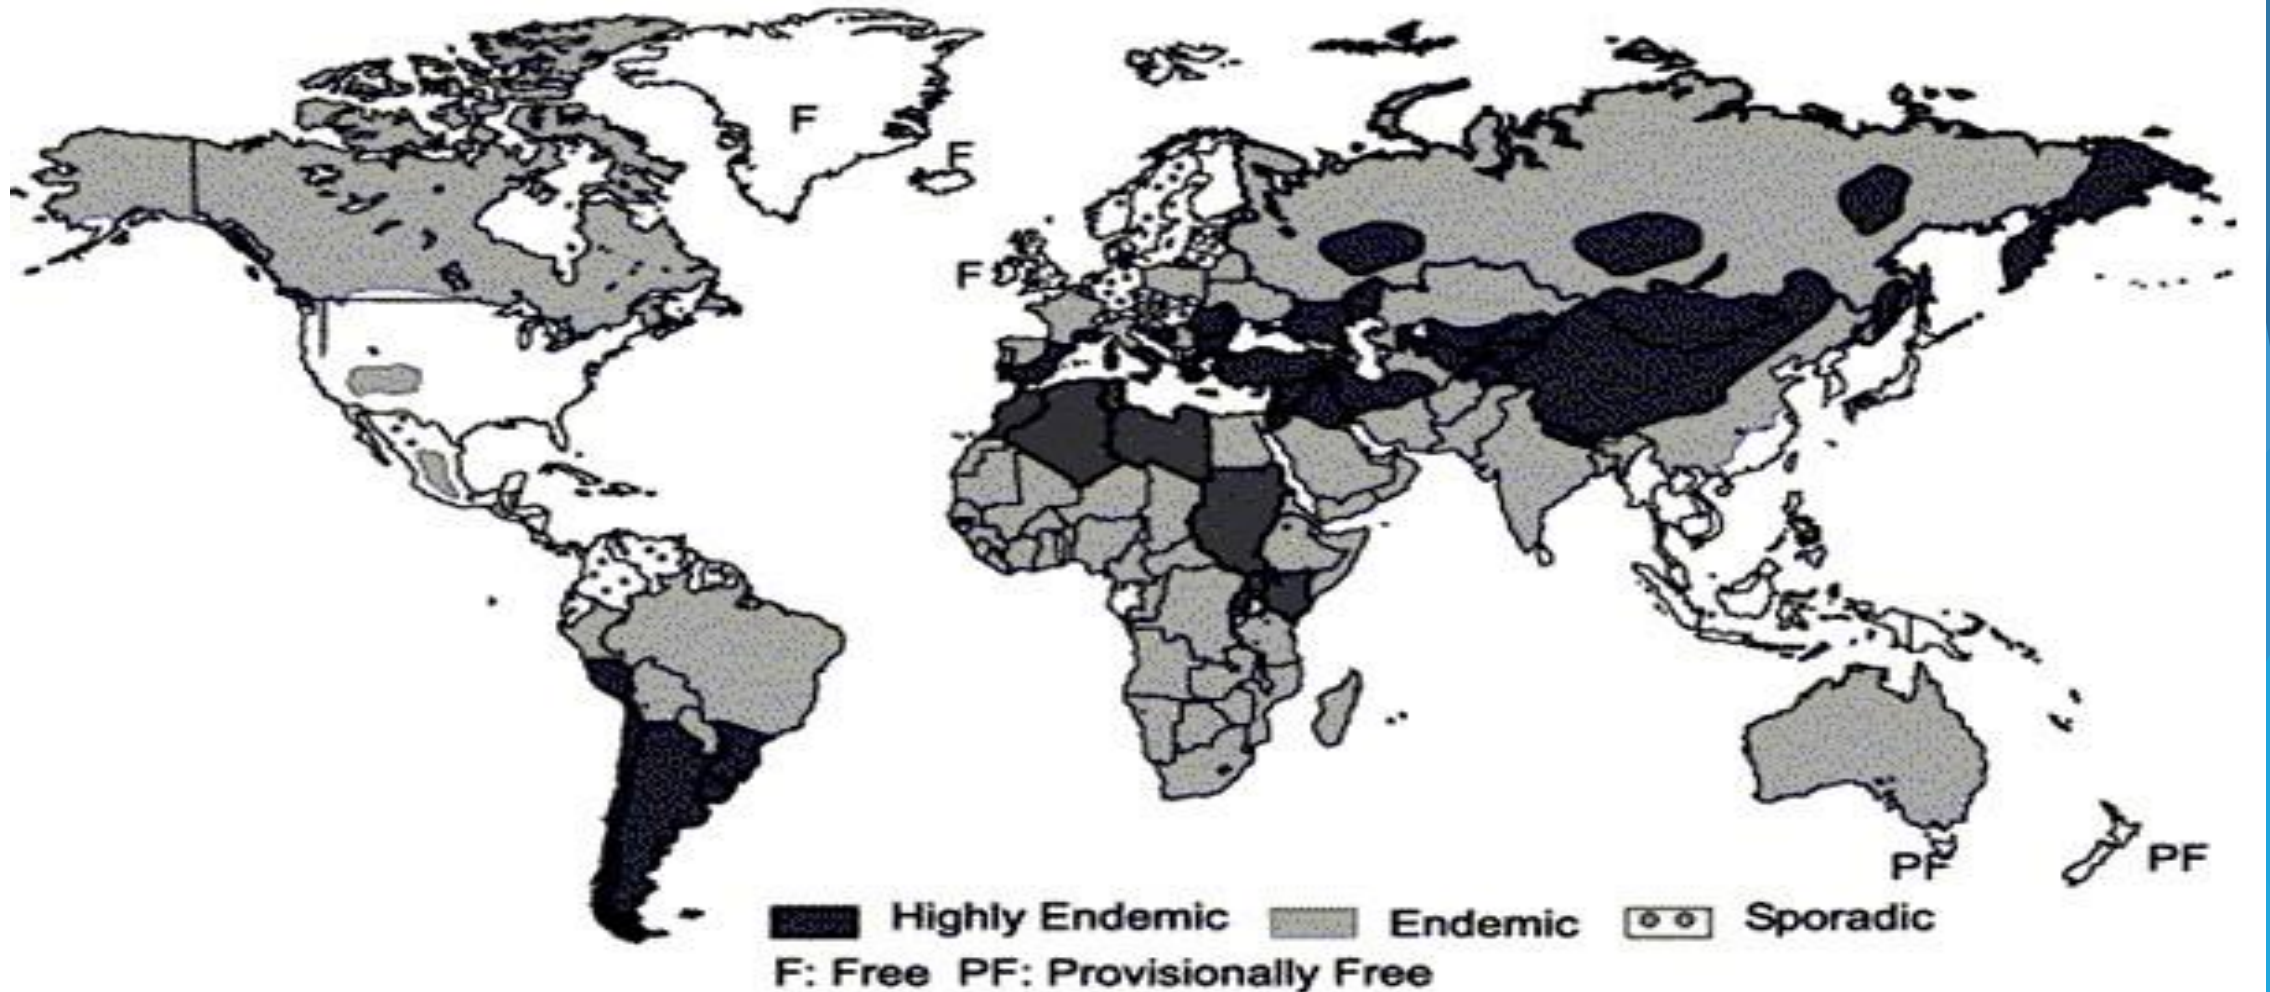 F
F
F
PF
PF
Highly Endemic Endemic Sporadic
F: Free PF: Provisionally Free